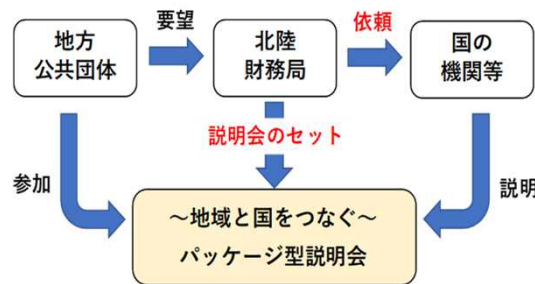 地方
公共団体
要望
北陸
財務局
依頼
国の
機関等
説明会のセット
参加
説明
～地域と国をつなぐ～
パッケージ型説明会